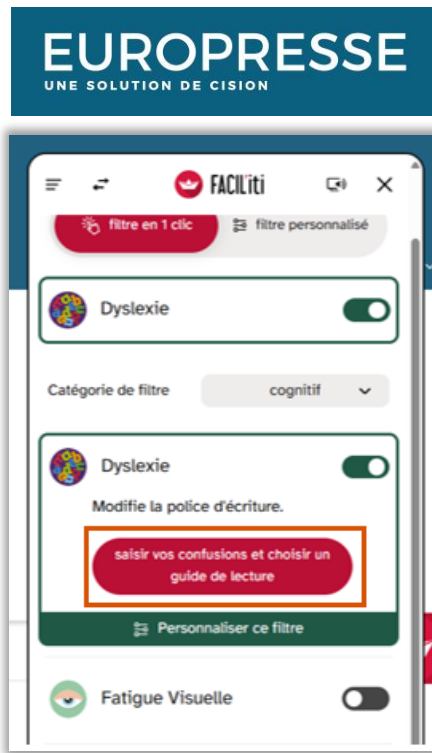 EUROPRESSE
UNE SOLUTION DE CISION
FACIL'iti
filtre en 1 clic
filtre personnalisé
Dyslexie
Catégorie de filtre
cognitif
Dyslexie
Modifie la police d'écriture.
saisir vos confusions et choisir un
guide de lecture
Personnaliser ce filtre
Fatigue Visuelle